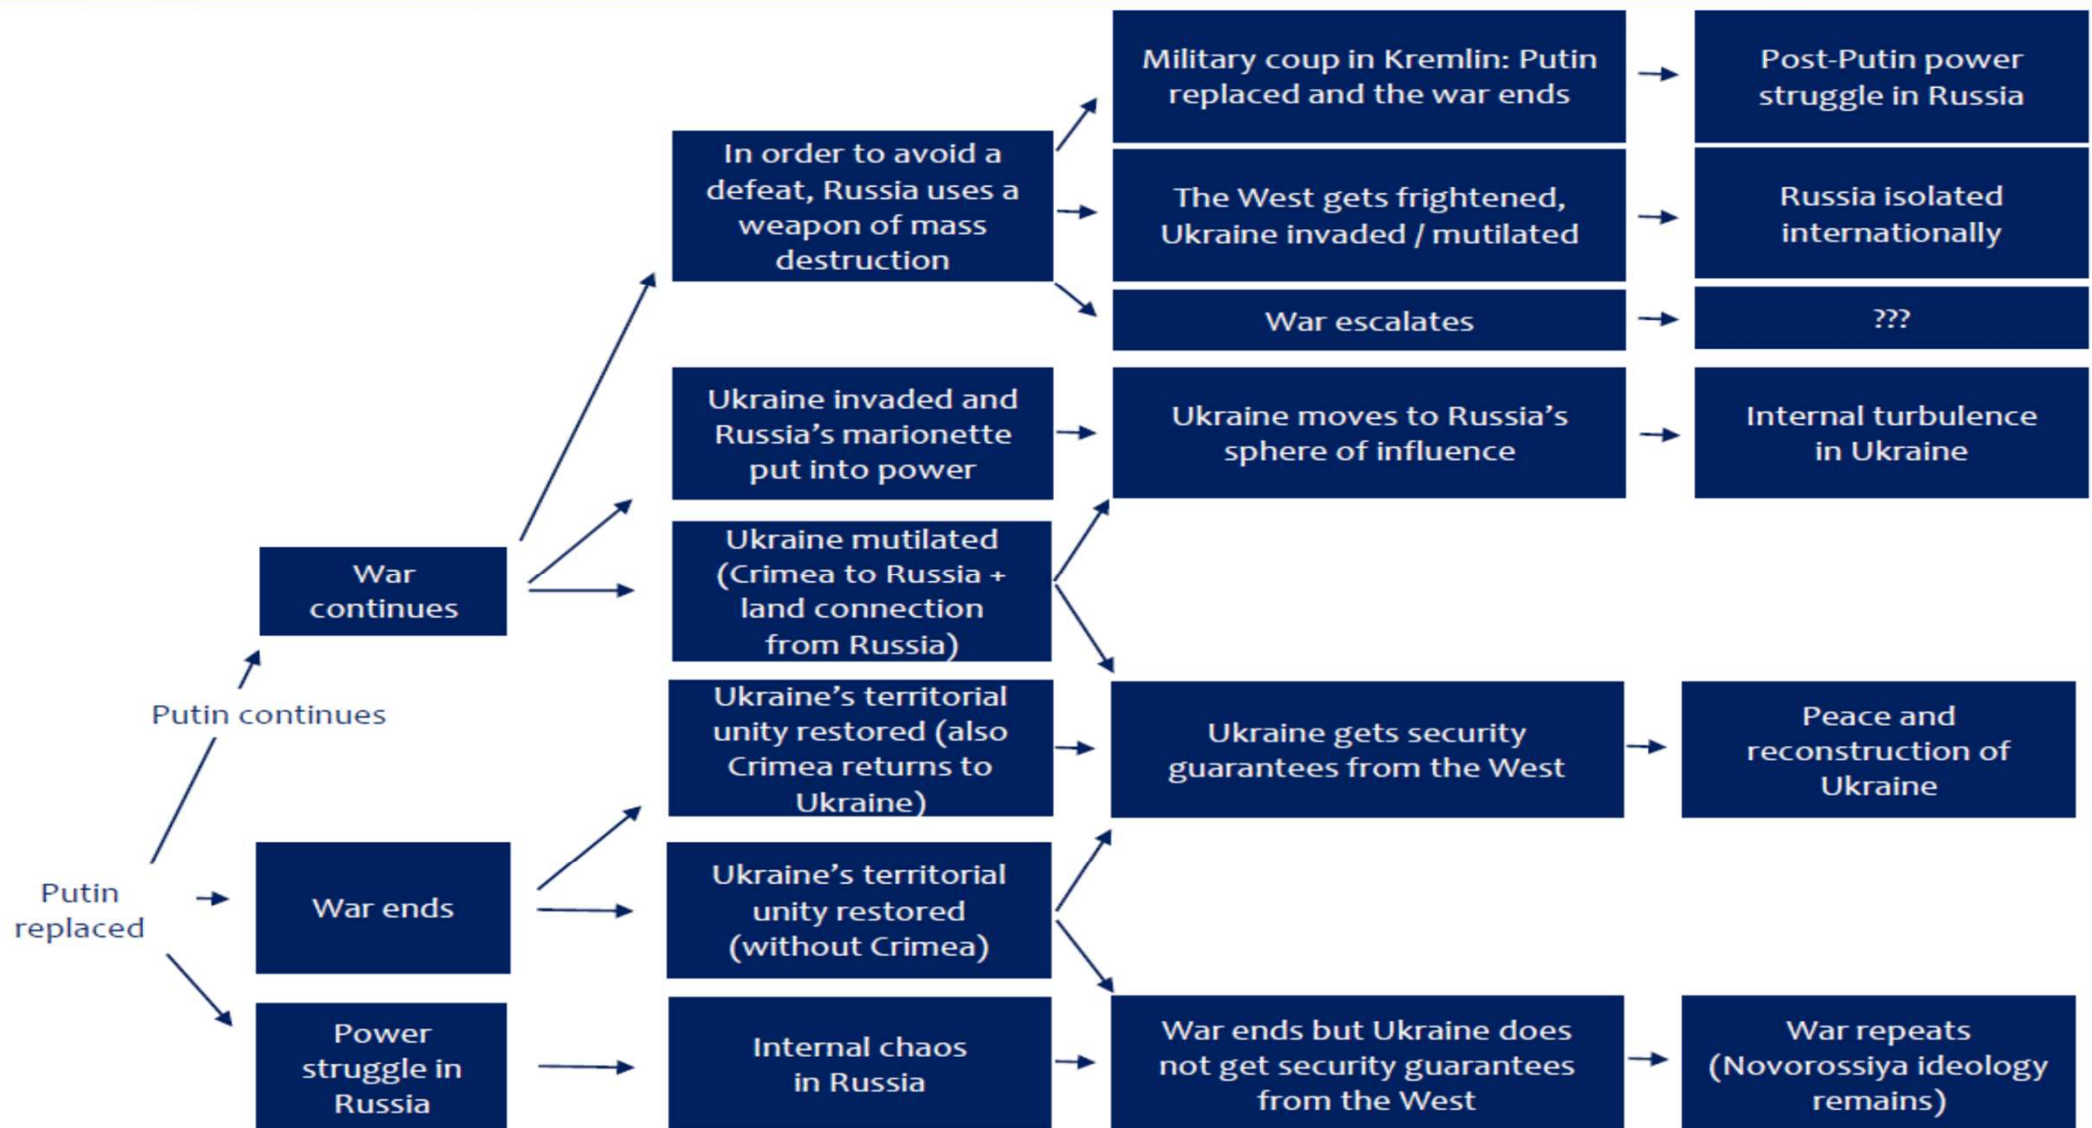 Military coup in Kremlin: Putin
replaced and the war ends
Post-Putin power
struggle in Russia
In order to avoid a
defeat, Russia uses a
weapon of mass
destruction
The West gets frightened,
Ukraine invaded / mutilated
Russia isolated
internationally
War escalates
???
Ukraine invaded and
Russia’s marionette
put into power
Ukraine moves to Russia’s
sphere of influence
Internal turbulence
in Ukraine
War
continues
Ukraine mutilated
(Crimea to Russia +
land connection
from Russia)
Putin continues
Ukraine’s territorial
unity restored (also
Crimea returns to
Ukraine)
Ukraine gets security
guarantees from the West
Peace and
reconstruction of
Ukraine
Putin
replaced
War ends
Ukraine’s territorial
unity restored
(without Crimea)
Power
struggle in
Russia
Internal chaos
in Russia
War ends but Ukraine does
not get security guarantees
from the West
War repeats
(Novorossiya ideology
remains)